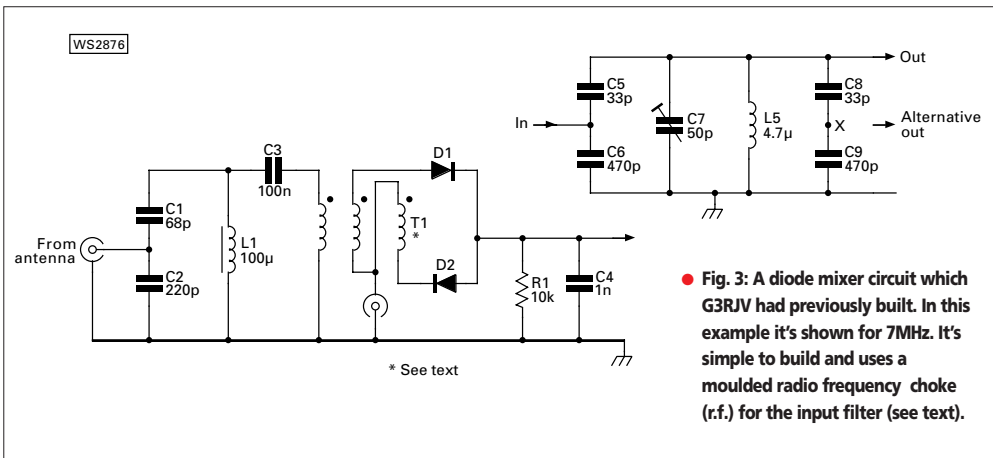 WS2876
C5
33p
Out
C8
33p
In
C7
50p
L5
4.7µ
X
Alternative
out
C6
470p
C9
470p
C3
100n
D1
C1
68p
L1
100µ
T1
*
From
antenna
C2
220p
D2
R1
10k
C4
1n
* See text
● Fig. 3: A diode mixer circuit which
G3RJV had previously built. In this
example it's shown for 7MHz. It's
simple to build and uses a
moulded radio frequency choke
(r.f.) for the input filter (see text).